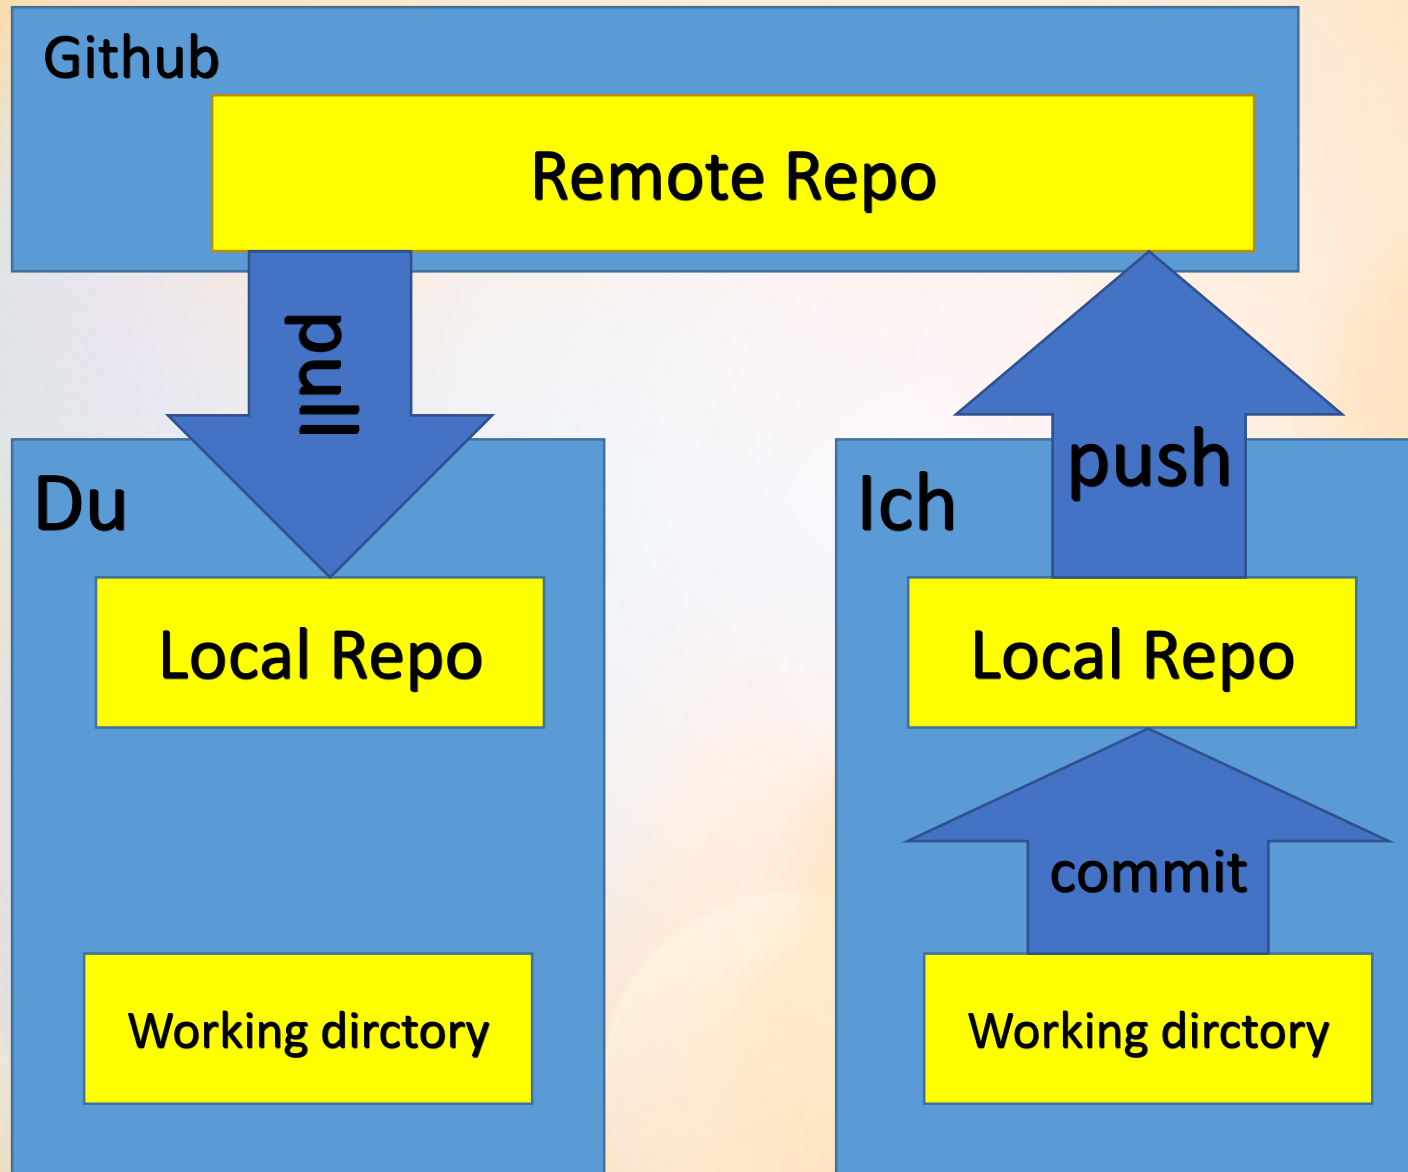 Github
Remote Repo
pull
push
Du
Ich
Local Repo
Local Repo
commit
Working dirctory
Working dirctory